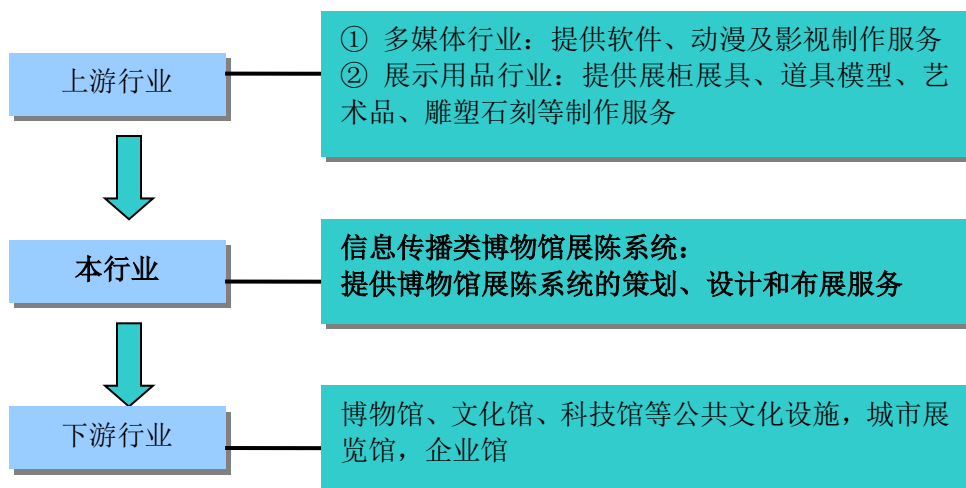 上游行业
① 多媒体行业：提供软件、动漫及影视制作服务
② 展示用品行业：提供展柜展具、道具模型、艺
术品、雕塑石刻等制作服务
本行业
信息传播类博物馆展陈系统：
提供博物馆展陈系统的策划、设计和布展服务
下游行业
博物馆、文化馆、科技馆等公共文化设施，城市展
览馆，企业馆